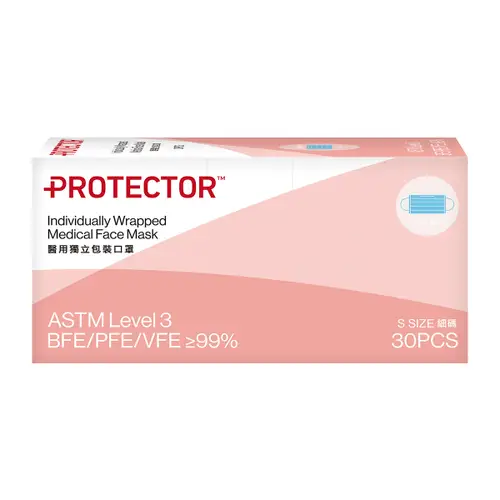 PROTECTOR™
Individually Wrapped
Medical Face Mask
醫用獨立包裝口罩
ASTM Level 3
BFE/PFE/VFE ≥99%
S SIZE 細碼
30PCS